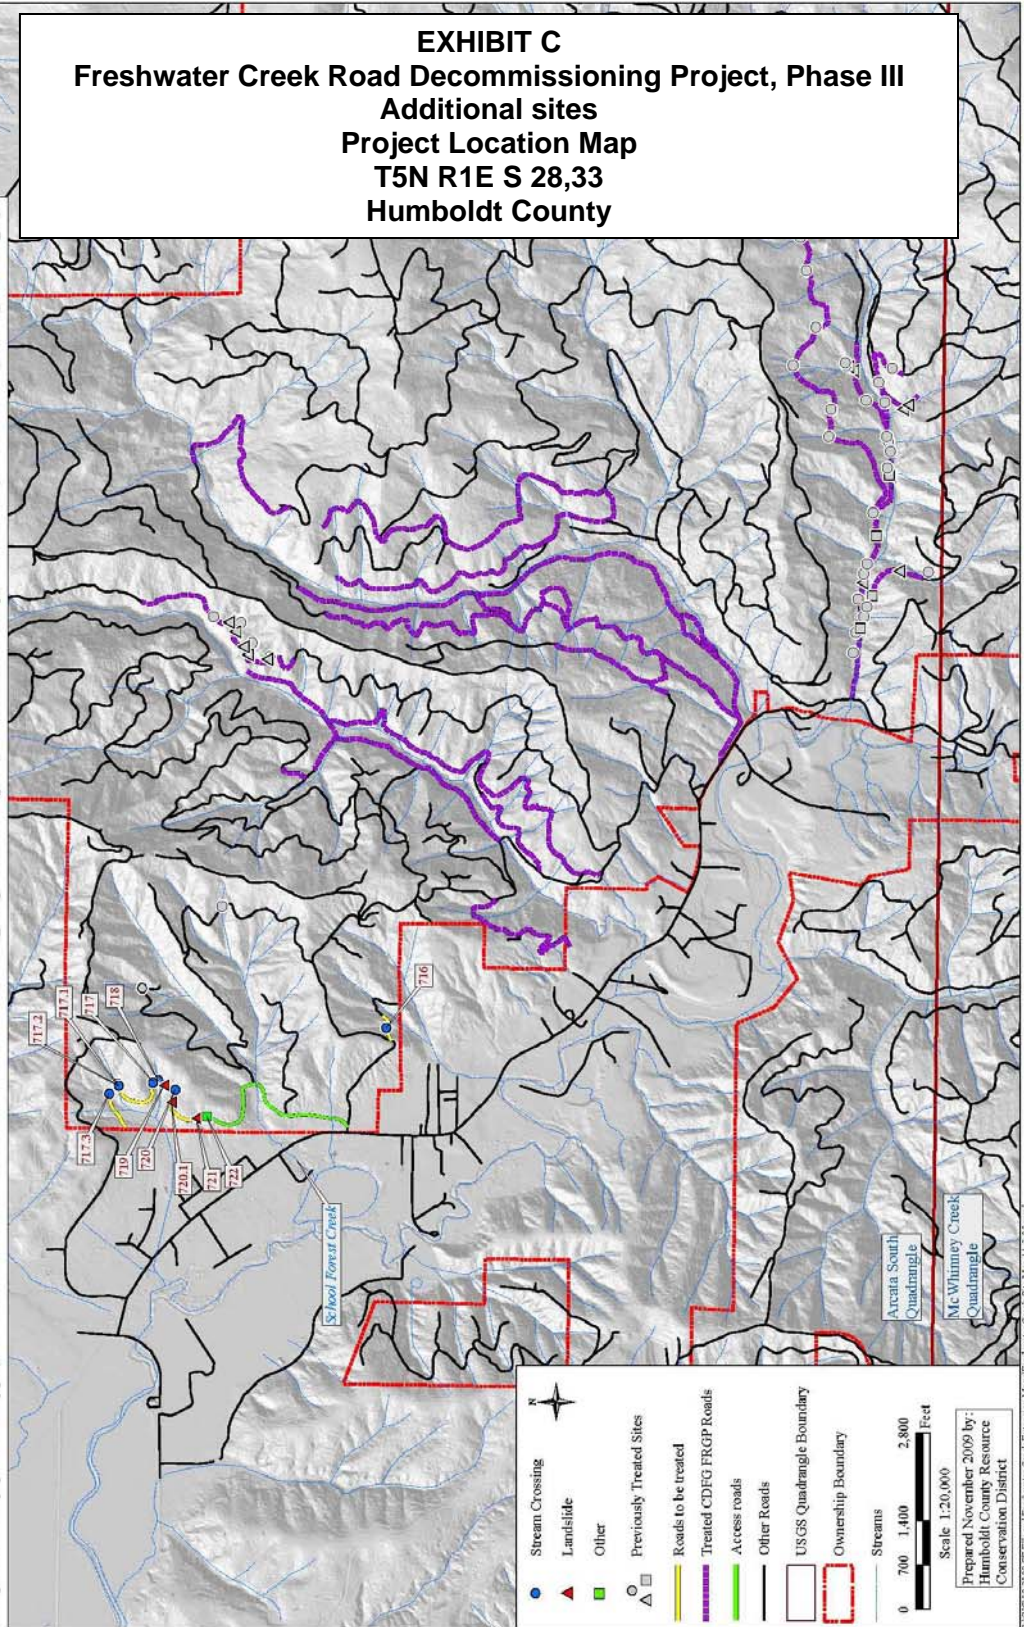 EXHIBIT C
Freshwater Creek Road Decommissioning Project, Phase III
Additional sites
Project Location Map
T5N R1E S 28,33
Humboldt County
717.2
717.1
717
718
716
717.3
719
720
720.1
721
722
School Forest Creek
Arcata South
Quadrangle
McWhinney Creek
Quadrangle
N
Stream Crossing
Landslide
Other
Previously Treated Sites
Roads to be treated
Treated CDFG FRGP Roads
Access roads
Other Roads
USGS Quadrangle Boundary
Ownership Boundary
Streams
0 700 1,400 2,800
Feet
Scale 1:20,000
Prepared November 2009 by:
Humboldt County Resource
Conservation District